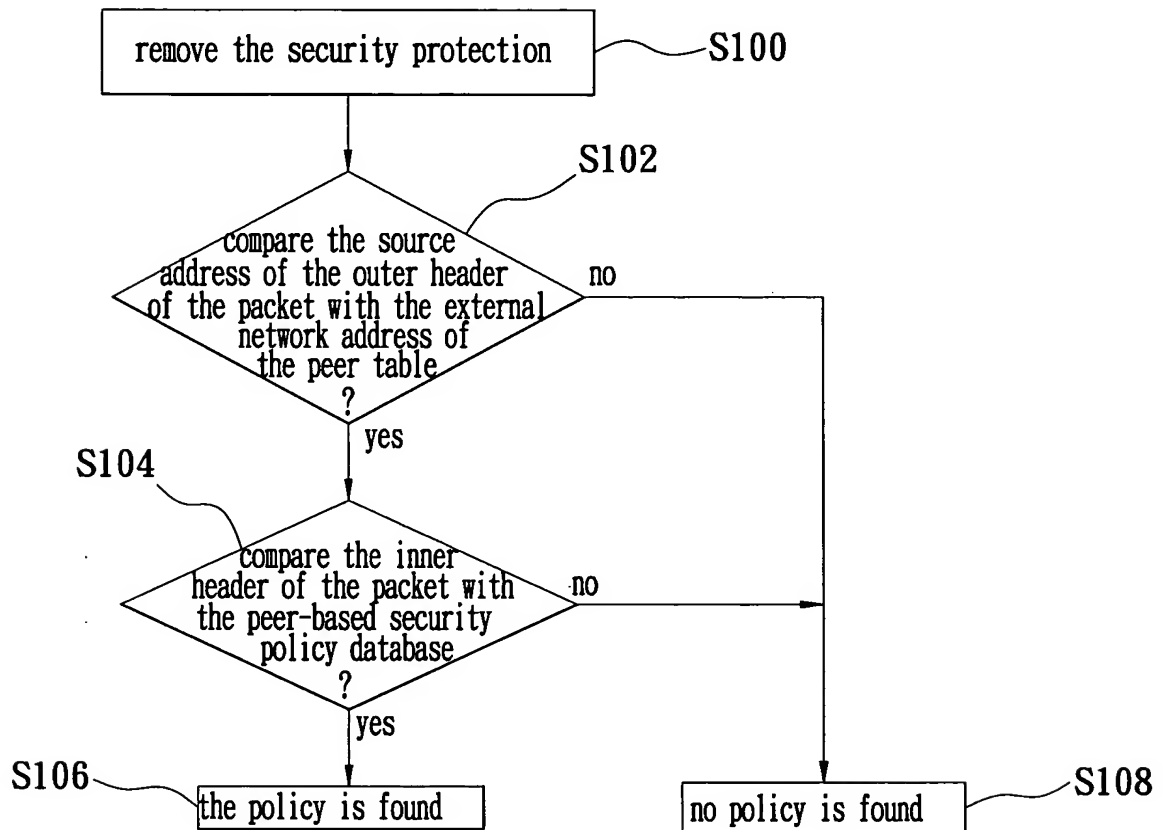 remove the security protection
S100
S102
compare the source
address of the outer header
of the packet with the external
network address of
the peer table
?
no
yes
S104
compare the inner
header of the packet with
the peer-based security
policy database
?
no
yes
S106
the policy is found
no policy is found
S108